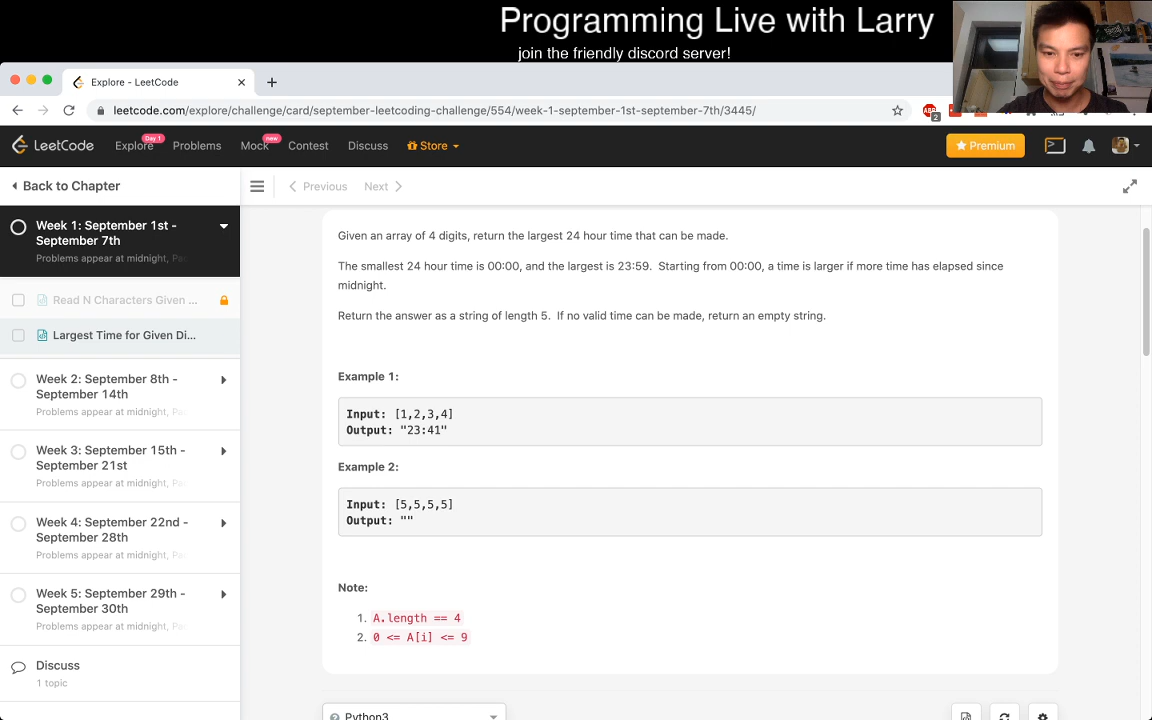 Programming Live with Larry
join the friendly discord server!
Explore - LeetCode
leetcode.com/explore/challenge/card/september-leetcoding-challenge/554/week-1-september-1st-september-7th/3445/
ABP
2
LeetCode
Explore
Day 1
Problems
Mock
new
Contest
Discuss
Store
Premium
Back to Chapter
Previous
Next
Week 1: September 1st -
September 7th
Problems appear at midnight, Pa
Read N Characters Given ...
Largest Time for Given Di...
Week 2: September 8th -
September 14th
Problems appear at midnight, Pac
Week 3: September 15th -
September 21st
Problems appear at midnight, Pac
Week 4: September 22nd -
September 28th
Problems appear at midnight, Pac
Week 5: September 29th -
September 30th
Problems appear at midnight, Pac
Discuss
1 topic
Given an array of 4 digits, return the largest 24 hour time that can be made.
The smallest 24 hour time is 00:00, and the largest is 23:59. Starting from 00:00, a time is larger if more time has elapsed since
midnight.
Return the answer as a string of length 5. If no valid time can be made, return an empty string.
Example 1:
Input: [1,2,3,4]
Output: "23:41"
Example 2:
Input: [5,5,5,5]
Output: ""
Note:
1. A.length == 4
2. 0 <= A[i] <= 9
Python3